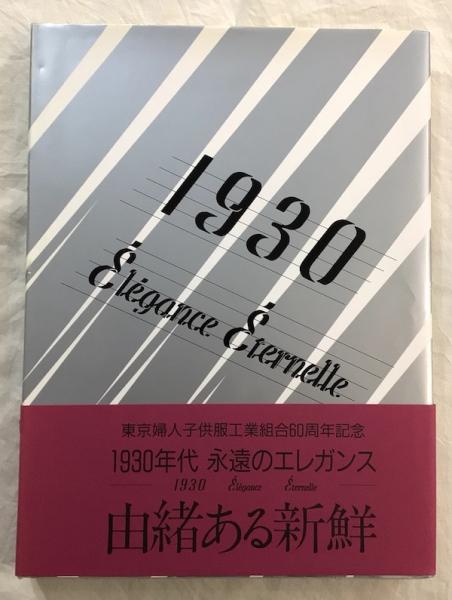 1930
Élégance Éternelle
東京婦人子供服工業組合60周年記念
1930年代 永遠のエレガンス
1930 Élégance Éternelle
由緒ある新鮮